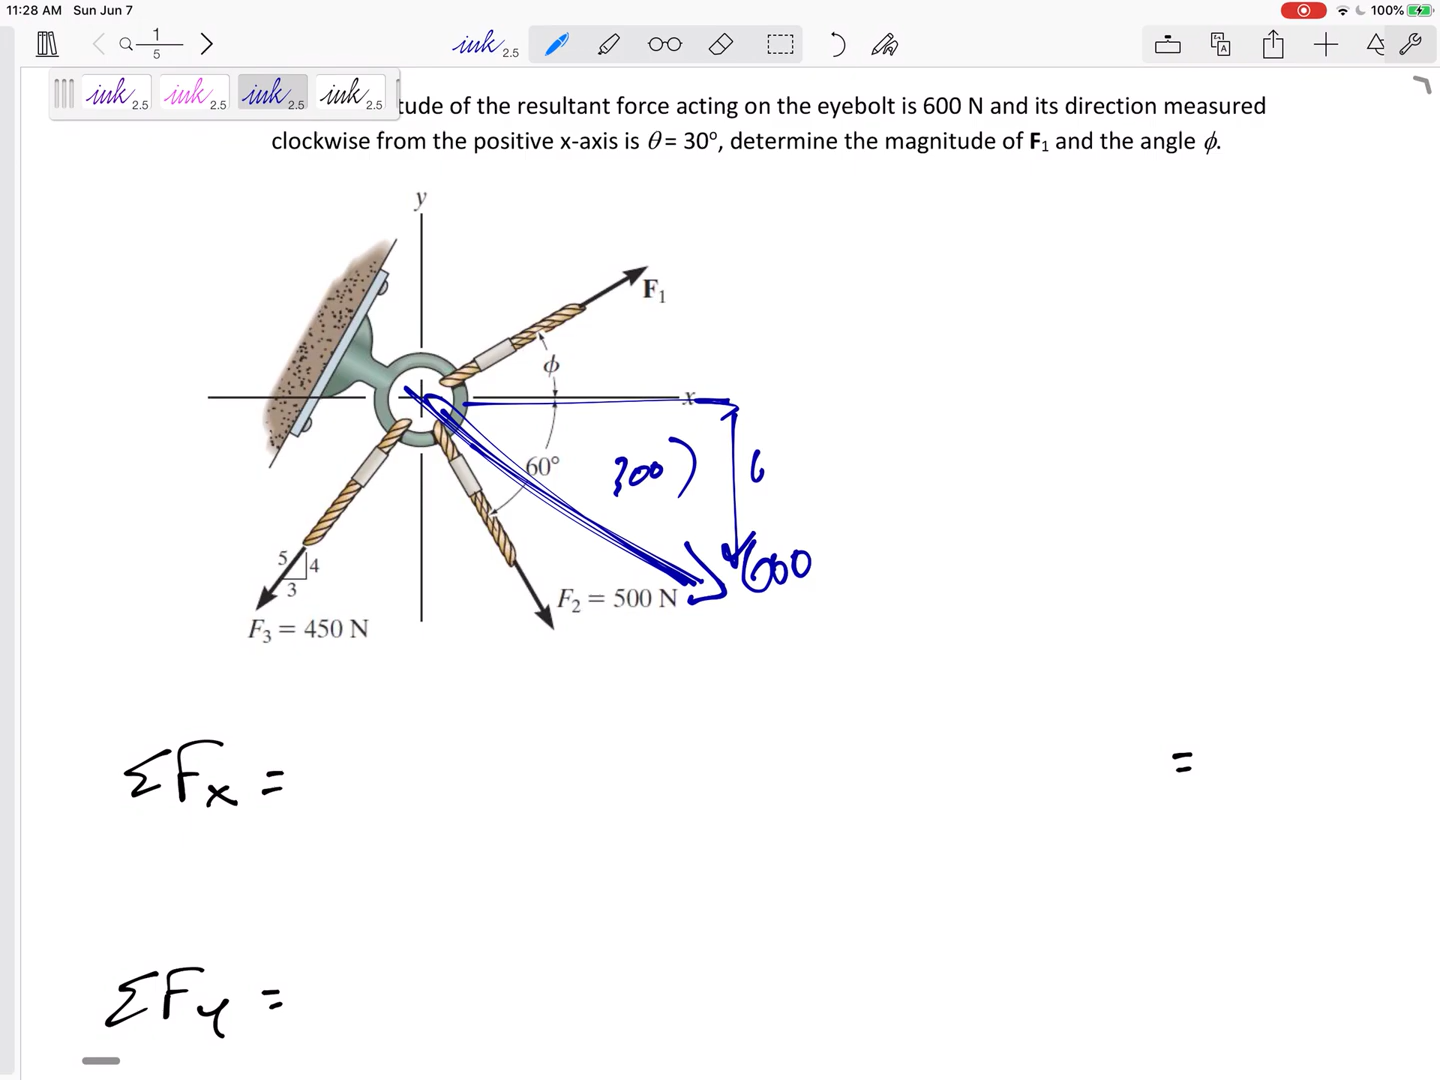 11:28 AM Sun Jun 7
100%
1
5
ink 2.5
ink 2.5 ink 2.5 ink 2.5 ink 2.5
tude of the resultant force acting on the eyebolt is 600 N and its direction measured
clockwise from the positive x-axis is θ = 30°, determine the magnitude of F1 and the angle ϕ.
y
F1
ϕ
x
60°
30°
6
5
4
3
600
F2 = 500 N
F3 = 450 N
ΣFx = =
ΣFy =